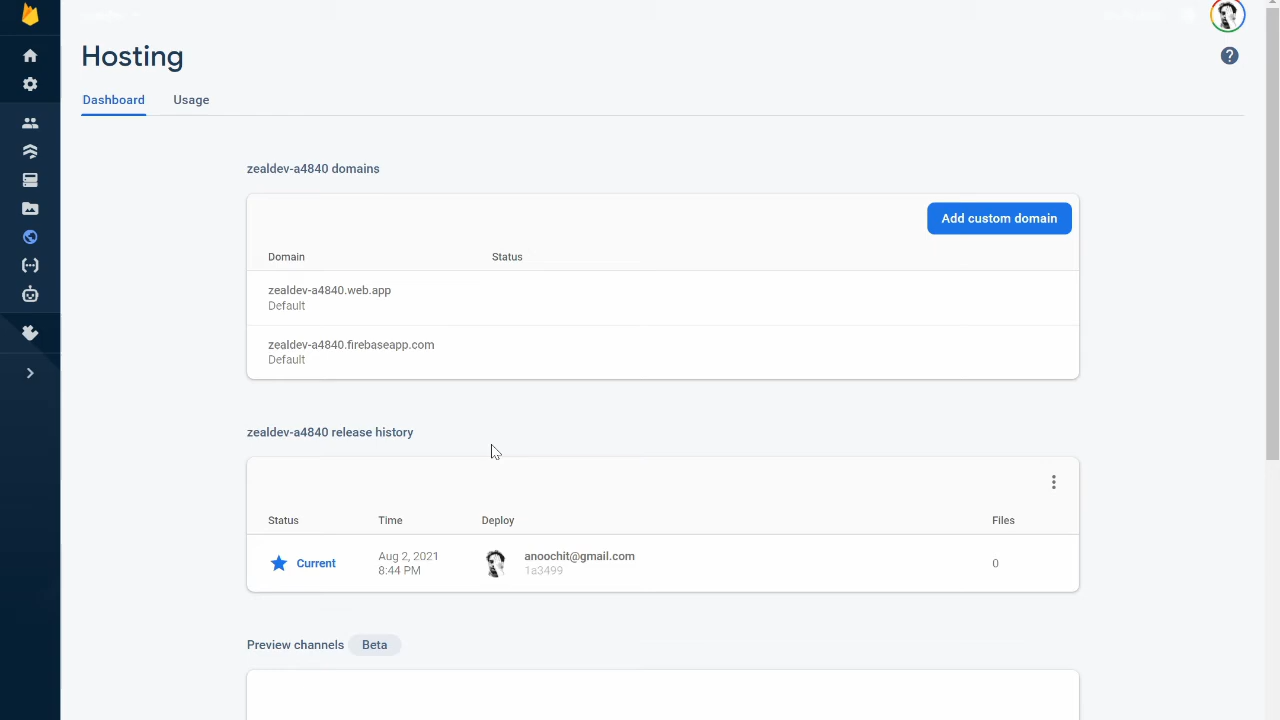 Hosting
Dashboard Usage
zealdev-a4840 domains
Add custom domain
Domain Status
zealdev-a4840.web.app
Default
zealdev-a4840.firebaseapp.com
Default
zealdev-a4840 release history
Status Time Deploy Files
Current Aug 2, 2021 anoochit@gmail.com 0
8:44 PM 1a3499
Preview channels Beta